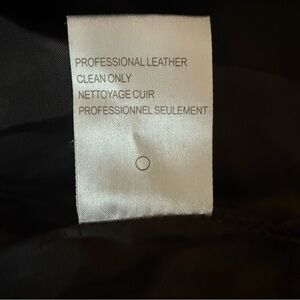 PROFESSIONAL LEATHER
CLEAN ONLY
NETTOYAGE CUIR
PROFESSIONNEL SEULEMENT